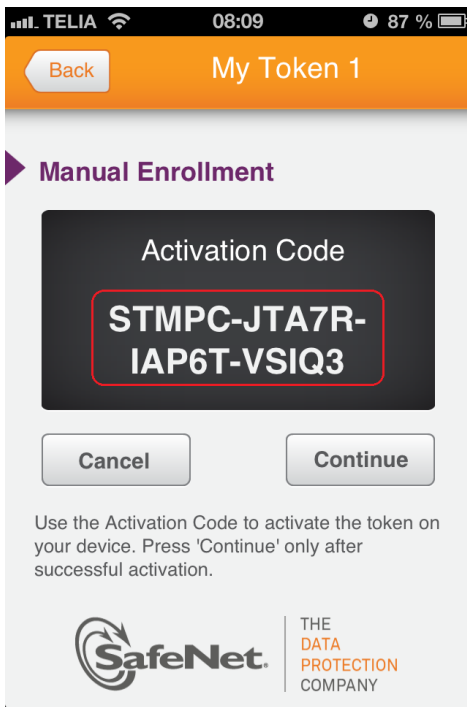 TELIA 08:09 87 %
Back My Token 1
Manual Enrollment
Activation Code
STMPC-JTA7R-
IAP6T-VSIQ3
Cancel Continue
Use the Activation Code to activate the token on
your device. Press 'Continue' only after
successful activation.
SafeNet.
THE
DATA
PROTECTION
COMPANY